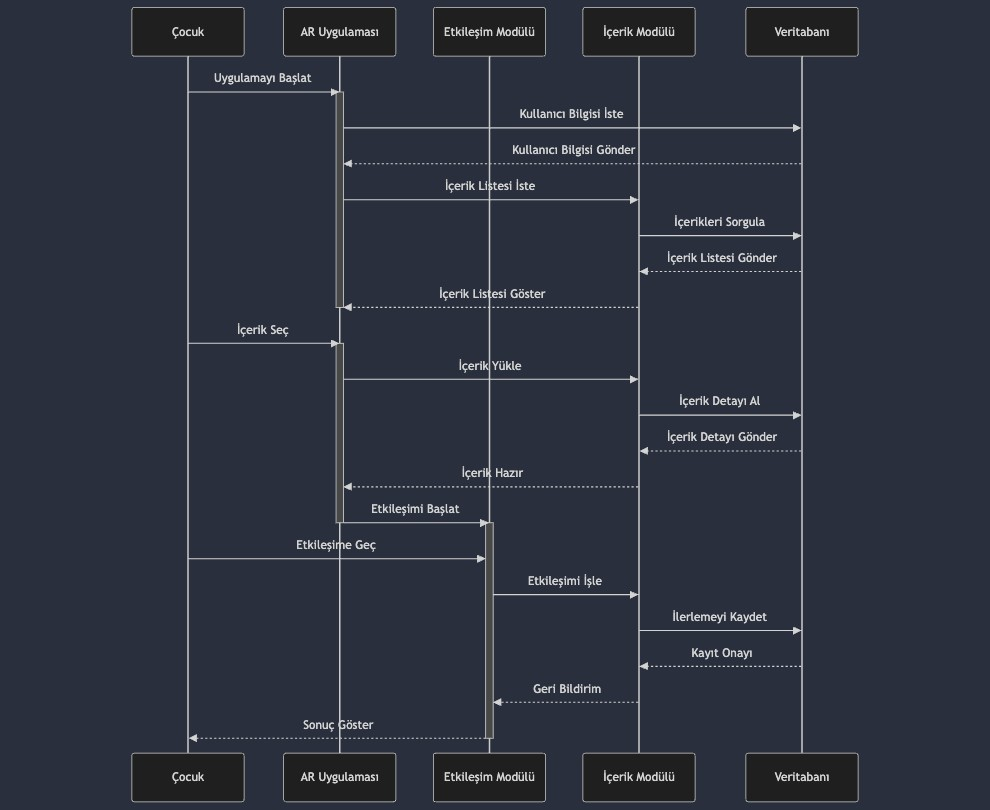 Çocuk
AR Uygulaması
Etkileşim Modülü
İçerik Modülü
Veritabanı
Uygulamayı Başlat
Kullanıcı Bilgisi İste
Kullanıcı Bilgisi Gönder
İçerik Listesi İste
İçerikleri Sorgula
İçerik Listesi Gönder
İçerik Listesi Göster
İçerik Seç
İçerik Yükle
İçerik Detayı Al
İçerik Detayı Gönder
İçerik Hazır
Etkileşimi Başlat
Etkileşime Geç
Etkileşimi İşle
İlerlemeyi Kaydet
Kayıt Onayı
Geri Bildirim
Sonuç Göster
Çocuk
AR Uygulaması
Etkileşim Modülü
İçerik Modülü
Veritabanı